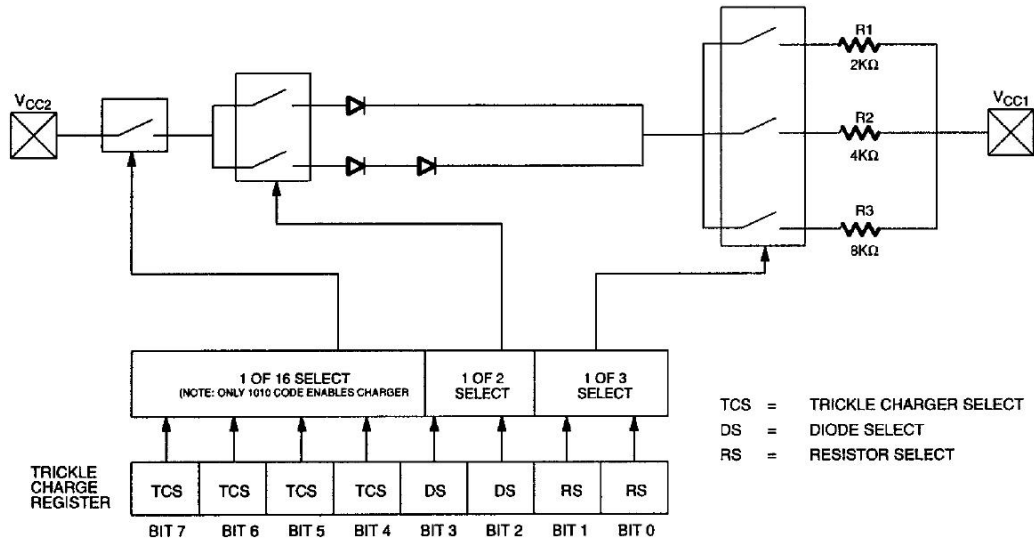 R1
2KΩ
VCC2
VCC1
R2
4KΩ
R3
8KΩ
1 OF 16 SELECT
(NOTE: ONLY 1010 CODE ENABLES CHARGER
1 OF 2
SELECT
1 OF 3
SELECT
TCS = TRICKLE CHARGER SELECT
DS = DIODE SELECT
RS = RESISTOR SELECT
TRICKLE
CHARGE
REGISTER
TCS TCS TCS TCS DS DS RS RS
BIT 7 BIT 6 BIT 5 BIT 4 BIT 3 BIT 2 BIT 1 BIT 0